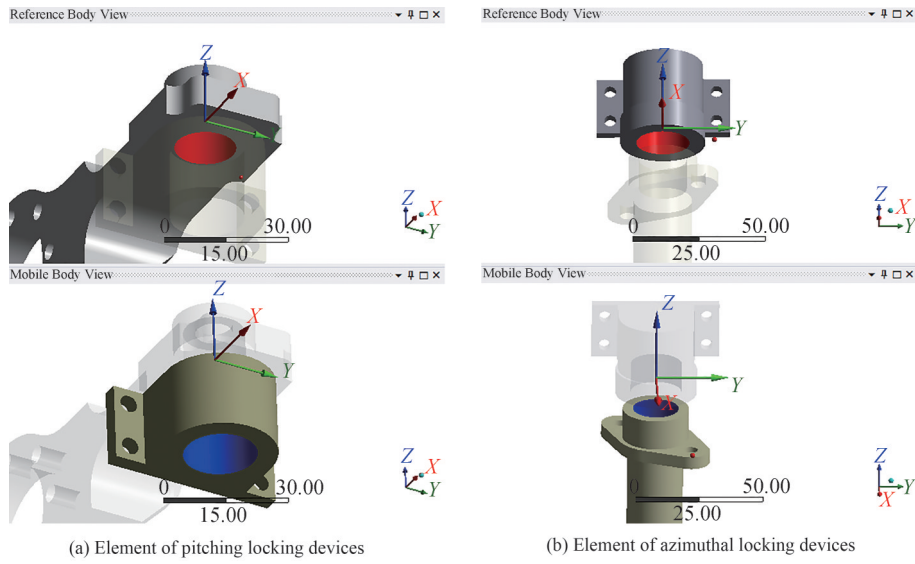 Reference Body View
Z
X
Y
0
30.00
15.00
Z
X
Y
Mobile Body View
Z
X
Y
0
30.00
15.00
Z
X
Y
(a) Element of pitching locking devices
Reference Body View
Z
X
Y
0
50.00
25.00
Z
X
Y
Mobile Body View
Z
Y
X
0
50.00
25.00
Z
Y
X
(b) Element of azimuthal locking devices